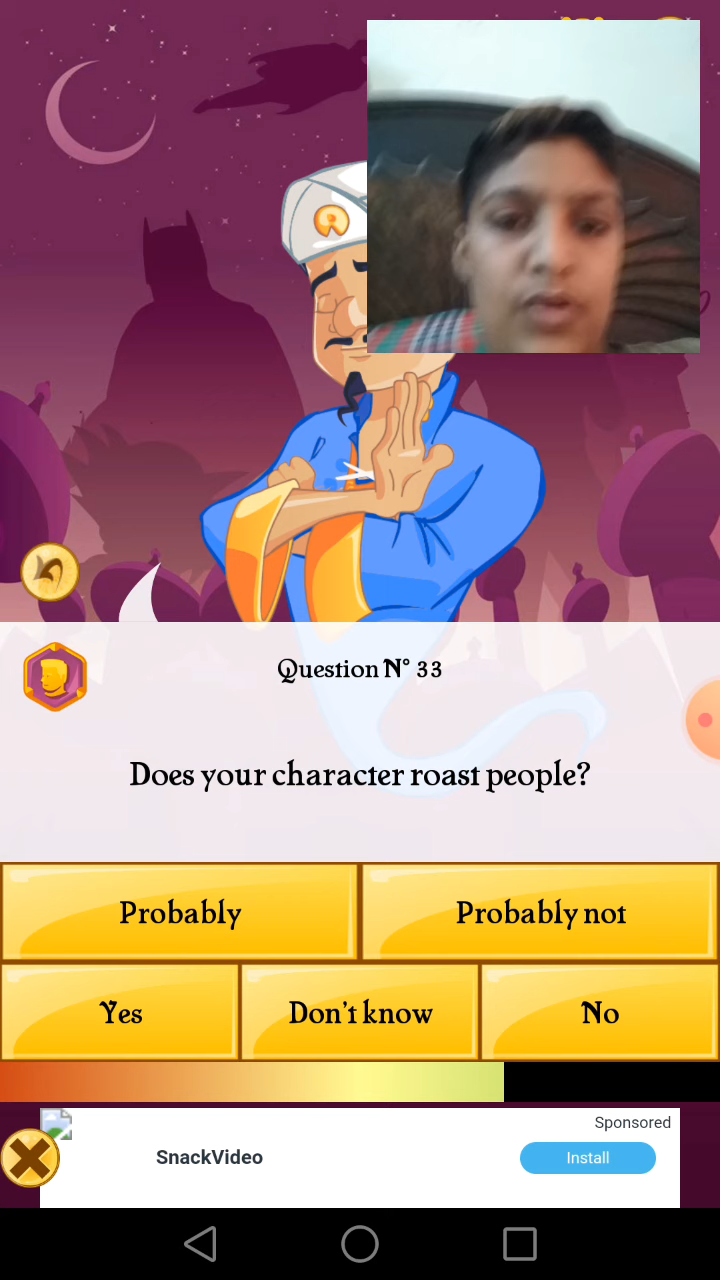 Question N° 33
Does your character roast people?
Probably
Probably not
Yes
Don't know
No
Sponsored
SnackVideo
Install